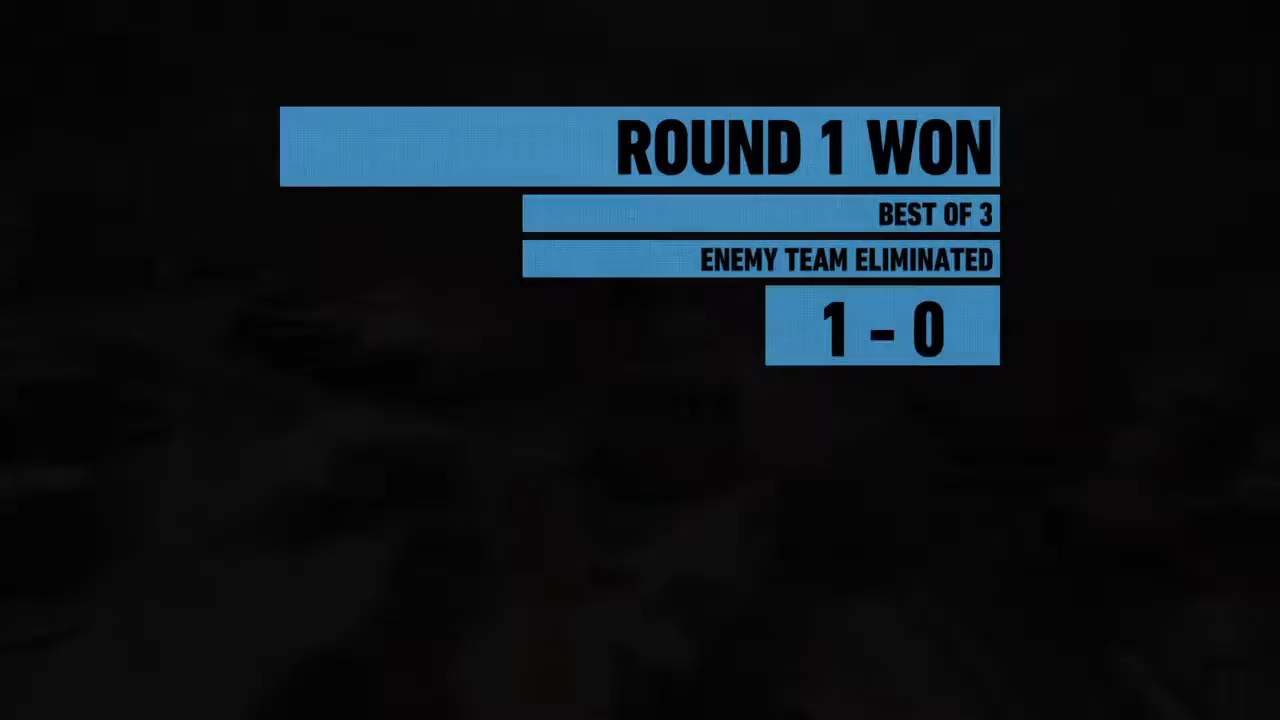 ROUND 1 WON
BEST OF 3
ENEMY TEAM ELIMINATED
1 - 0